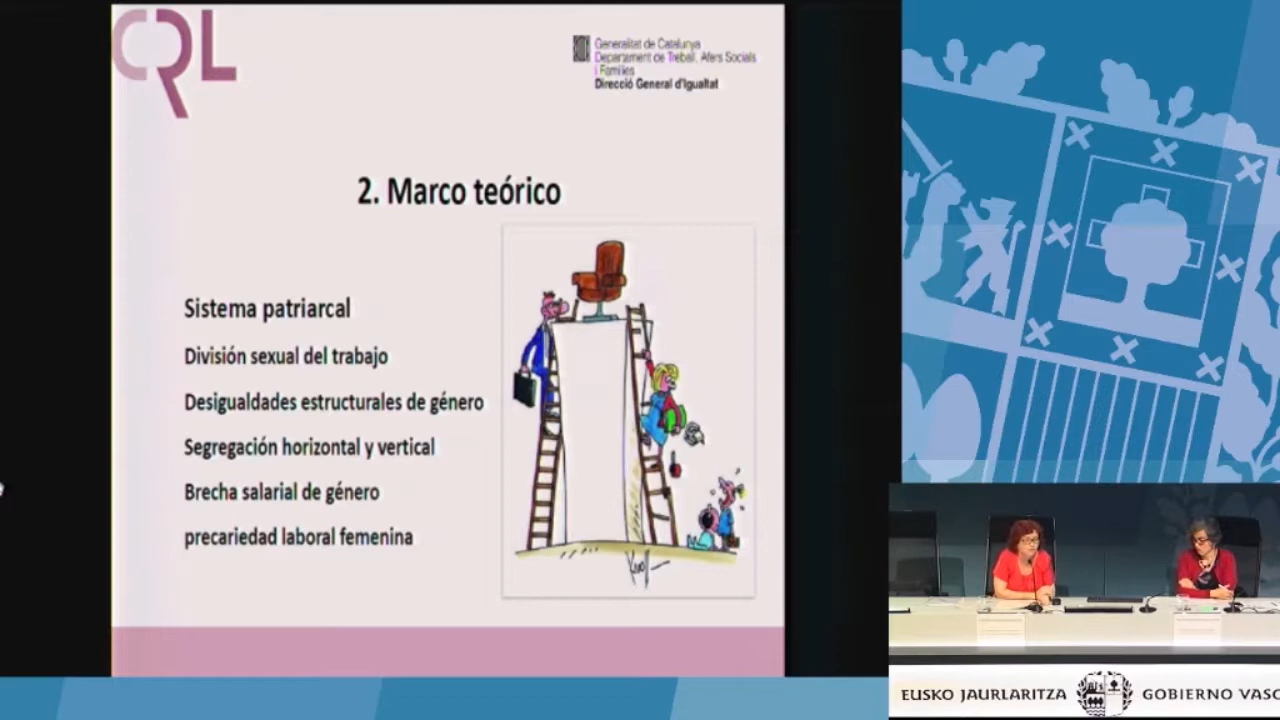 CRL
Generalitat de Catalunya
Departament de Treball, Afers Socials
i Famílies
Direcció General d'Igualtat
2. Marco teórico
Sistema patriarcal
División sexual del trabajo
Desigualdades estructurales de género
Segregación horizontal y vertical
Brecha salarial de género
precariedad laboral femenina
EUSKO JAURLARITZA
GOBIERNO VASC